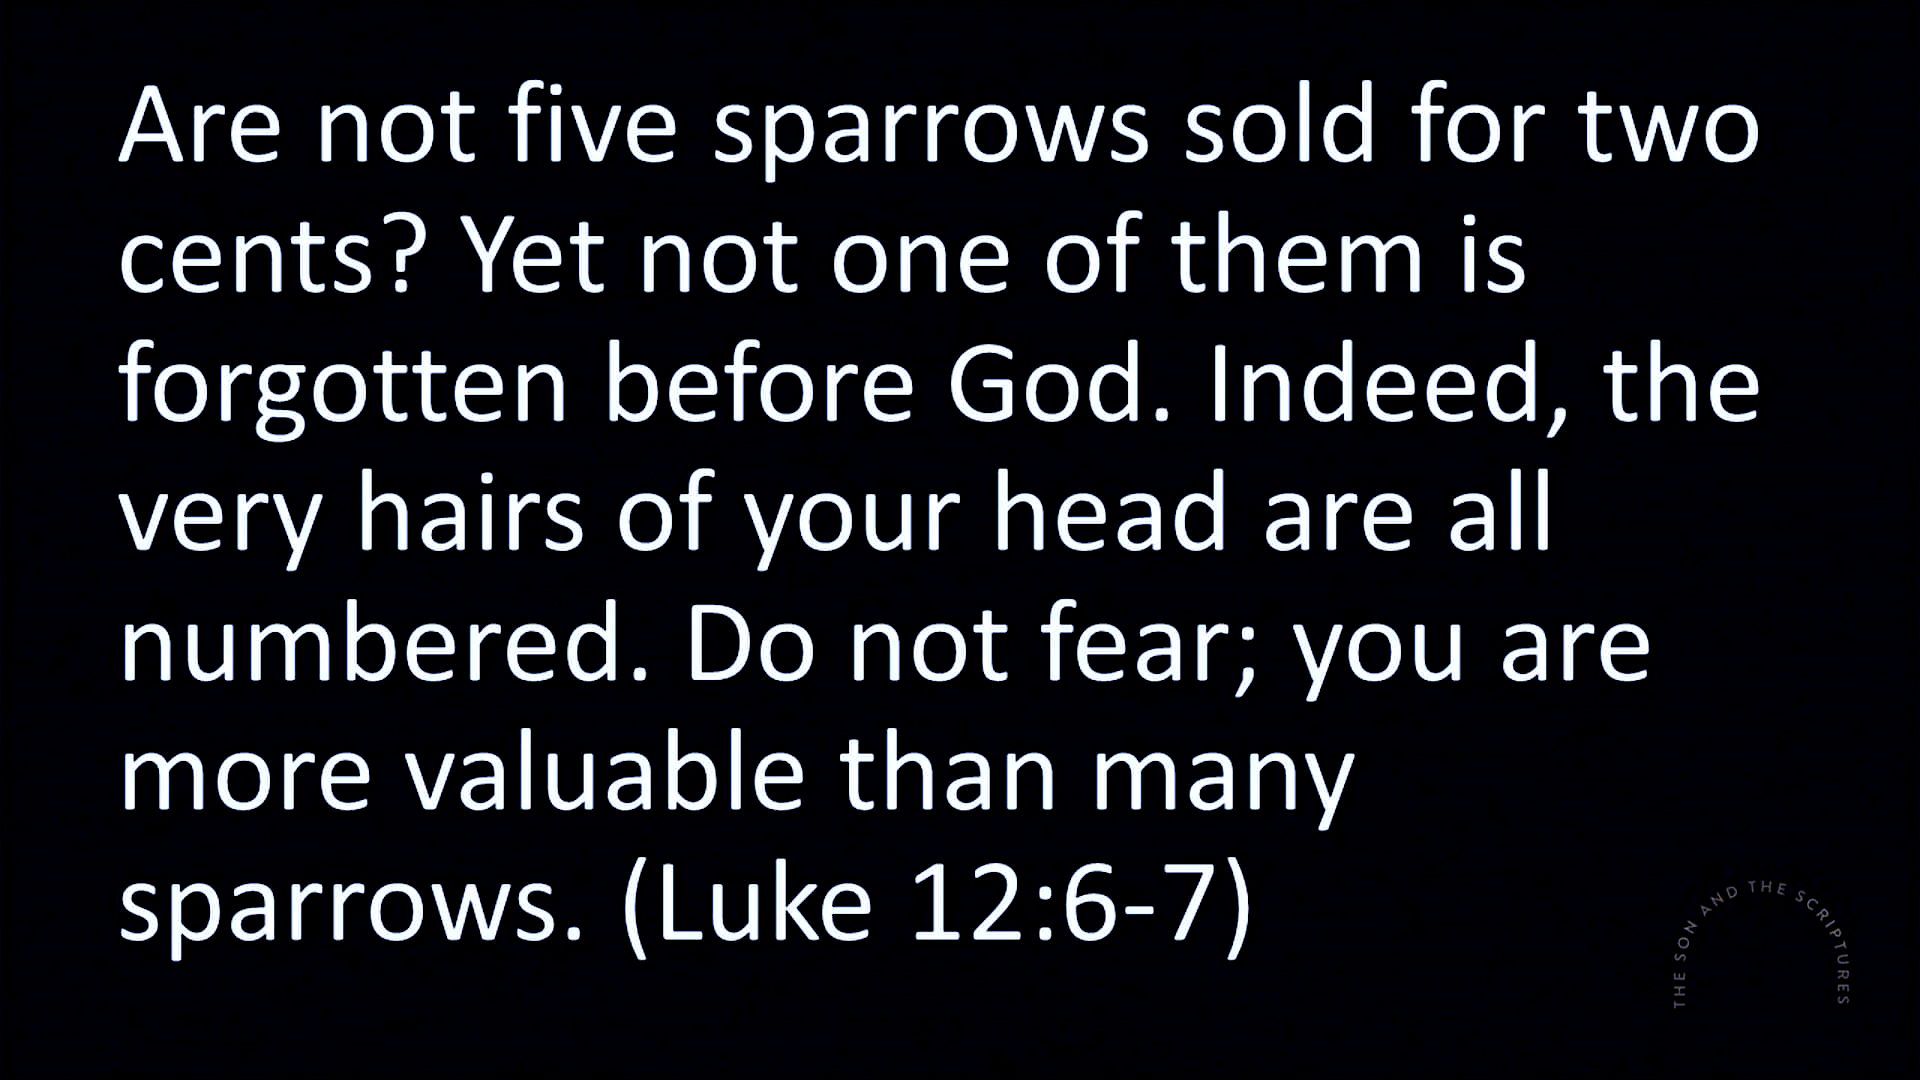 Are not five sparrows sold for two
cents? Yet not one of them is
forgotten before God. Indeed, the
very hairs of your head are all
numbered. Do not fear; you are
more valuable than many
sparrows. (Luke 12:6-7)
THE SON AND THE SCRIPTURES